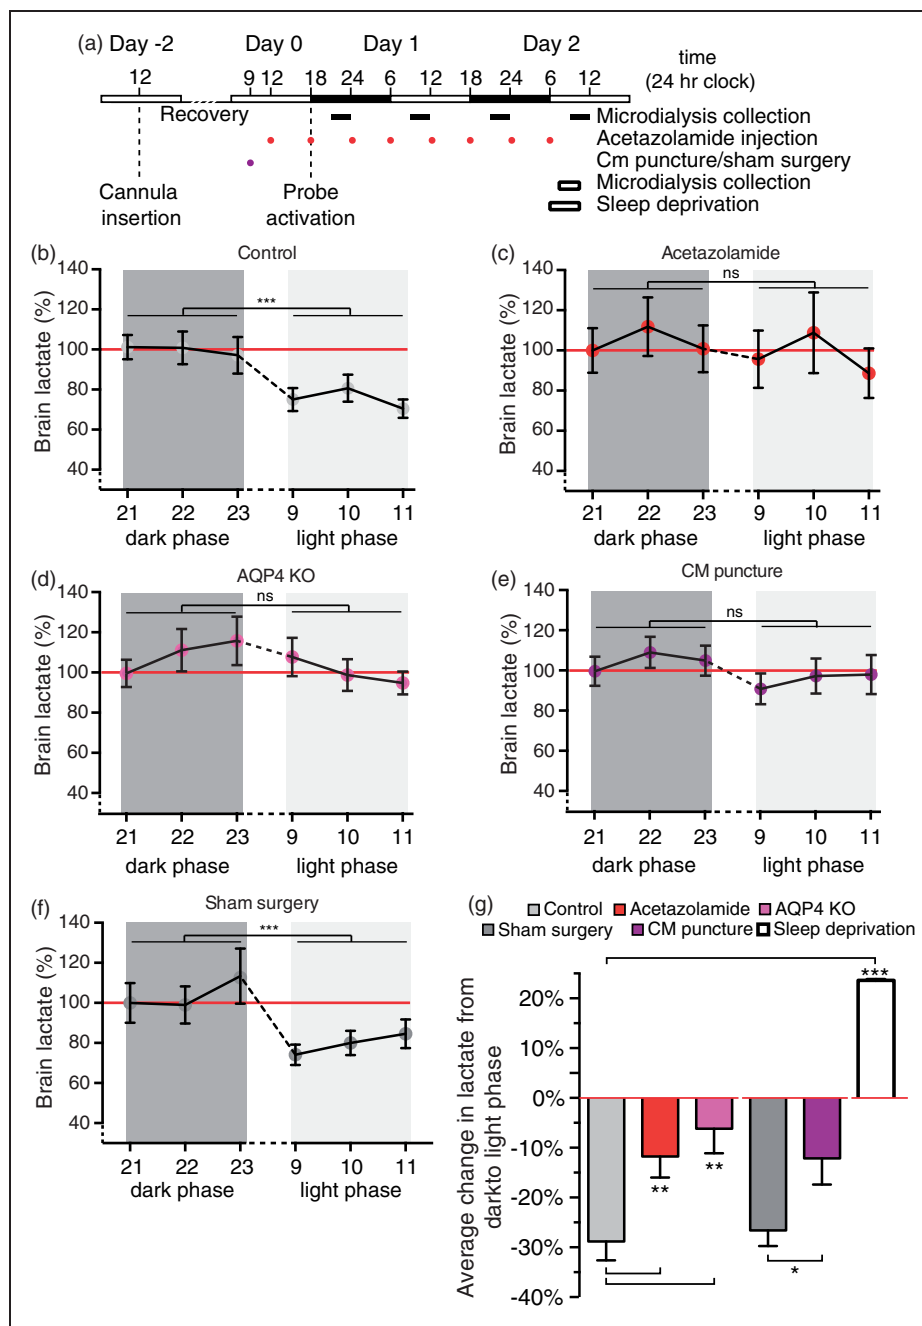 (a) Day -2 Day 0 Day 1 Day 2 time
12 9 12 18 24 6 12 18 24 6 12 (24 hr clock)
Recovery Microdialysis collection
Acetazolamide injection
Cm puncture/sham surgery
Cannula insertion
Probe activation
Microdialysis collection
Sleep deprivation
(b) Control
Brain lactate (%)
140
120
100
80
60
40
***
21 22 23 9 10 11
dark phase light phase
(c) Acetazolamide
Brain lactate (%)
140
120
100
80
60
40
ns
21 22 23 9 10 11
dark phase light phase
(d) AQP4 KO
Brain lactate (%)
140
120
100
80
60
40
ns
21 22 23 9 10 11
dark phase light phase
(e) CM puncture
Brain lactate (%)
140
120
100
80
60
40
ns
21 22 23 9 10 11
dark phase light phase
(f) Sham surgery
Brain lactate (%)
140
120
100
80
60
40
***
21 22 23 9 10 11
dark phase light phase
(g) Control Acetazolamide AQP4 KO
Sham surgery CM puncture Sleep deprivation
Average change in lactate from
darkto light phase
20%
10%
0%
-10%
-20%
-30%
-40%
***
**
**
*